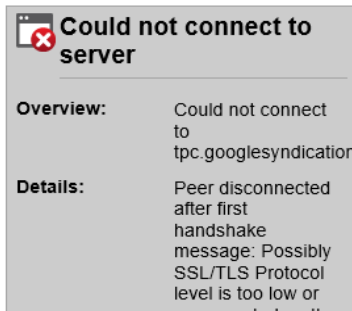 Could not connect to
server
Overview:
Could not connect
to
tpc.googlesyndication
Details:
Peer disconnected
after first
handshake
message: Possibly
SSL/TLS Protocol
level is too low or